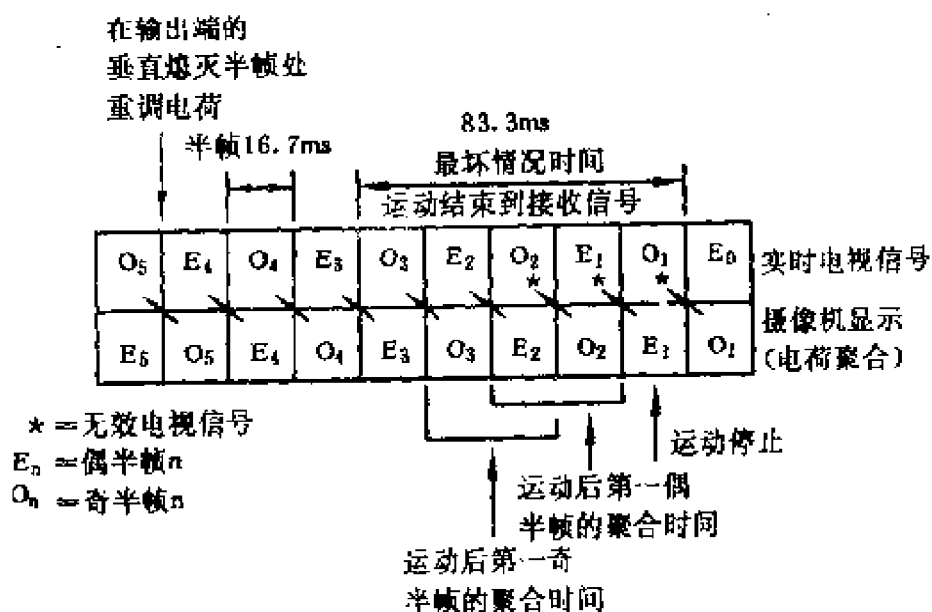 在输出端的
垂直熄灭半帧处
重调电荷
半帧16.7ms
83.3ms
最坏情况时间
运动结束到接收信号
O₅ E₄ O₄ E₃ O₃ E₂ O₂ E₁ O₁ E₀ 实时电视信号
* * *
E₅ O₅ E₄ O₄ E₃ O₃ E₂ O₂ E₁ O₁ 摄像机显示
(电荷聚合)
* =无效电视信号
Eₙ =偶半帧n
Oₙ =奇半帧n
运动停止
运动后第一偶
半帧的聚合时间
运动后第一奇
半帧的聚合时间